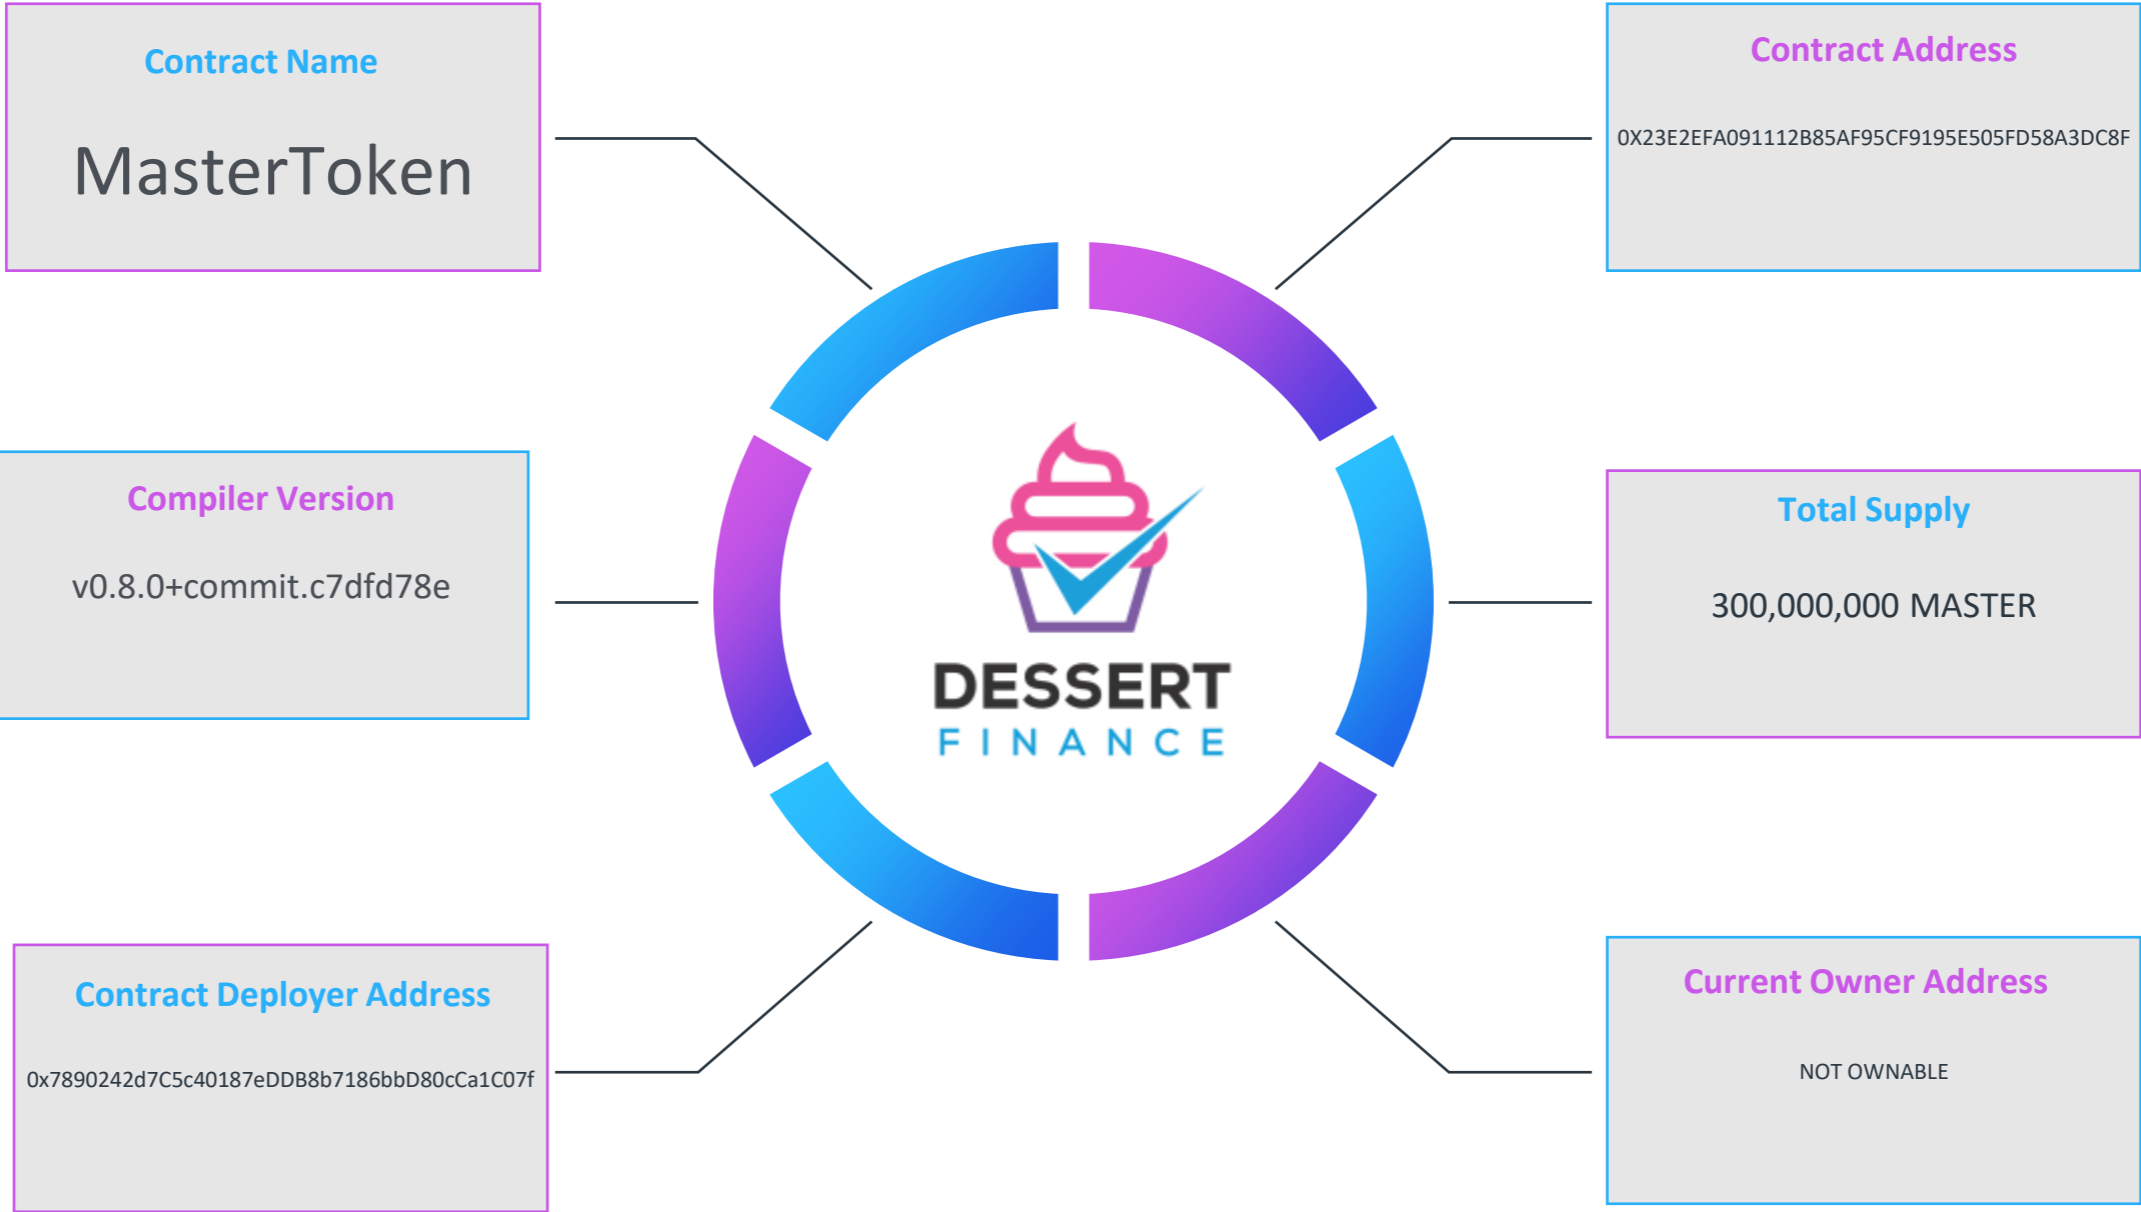 Contract Name
MasterToken
Contract Address
0X23E2EFA091112B85AF95CF9195E505FD58A3DC8F
Compiler Version
v0.8.0+commit.c7dfd78e
DESSERT
FINANCE
Total Supply
300,000,000 MASTER
Contract Deployer Address
0x7890242d7C5c40187eDDB8b7186bbD80cCa1C07f
Current Owner Address
NOT OWNABLE